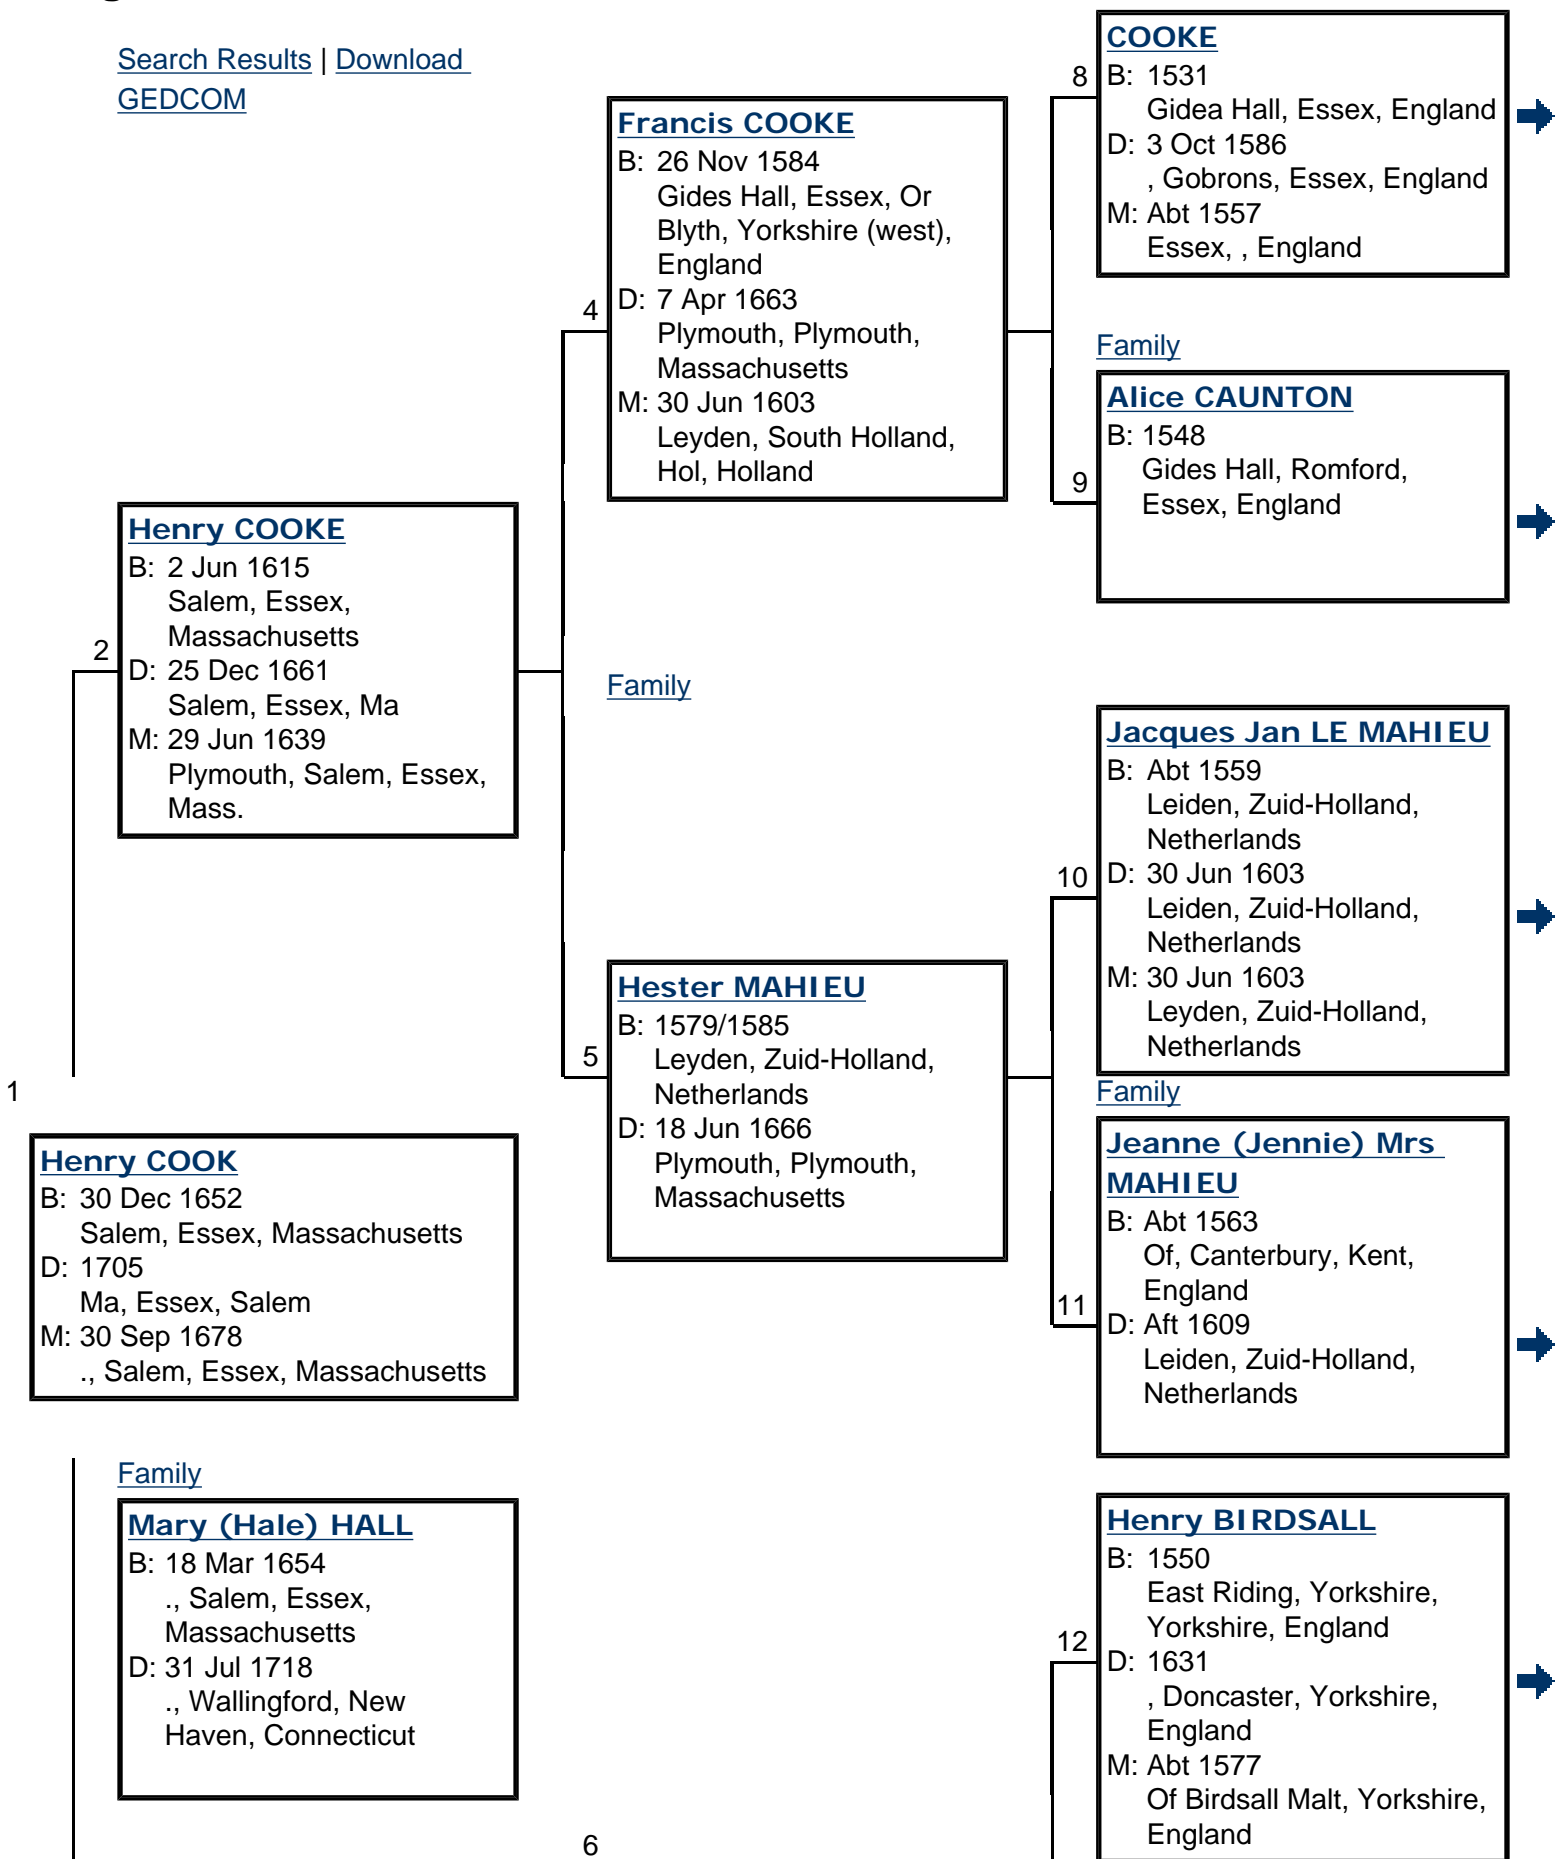 Search Results | Download
GEDCOM
1
Henry COOK
B: 30 Dec 1652
Salem, Essex, Massachusetts
D: 1705
Ma, Essex, Salem
M: 30 Sep 1678
., Salem, Essex, Massachusetts
Family
Mary (Hale) HALL
B: 18 Mar 1654
., Salem, Essex,
Massachusetts
D: 31 Jul 1718
., Wallingford, New
Haven, Connecticut
2
Henry COOKE
B: 2 Jun 1615
Salem, Essex,
Massachusetts
D: 25 Dec 1661
Salem, Essex, Ma
M: 29 Jun 1639
Plymouth, Salem, Essex,
Mass.
4
Francis COOKE
B: 26 Nov 1584
Gides Hall, Essex, Or
Blyth, Yorkshire (west),
England
D: 7 Apr 1663
Plymouth, Plymouth,
Massachusetts
M: 30 Jun 1603
Leyden, South Holland,
Hol, Holland
Family
5
Hester MAHIEU
B: 1579/1585
Leyden, Zuid-Holland,
Netherlands
D: 18 Jun 1666
Plymouth, Plymouth,
Massachusetts
6
8
COOKE
B: 1531
Gidea Hall, Essex, England
D: 3 Oct 1586
, Gobrons, Essex, England
M: Abt 1557
Essex, , England
Family
9
Alice CAUNTON
B: 1548
Gides Hall, Romford,
Essex, England
10
Jacques Jan LE MAHIEU
B: Abt 1559
Leiden, Zuid-Holland,
Netherlands
D: 30 Jun 1603
Leiden, Zuid-Holland,
Netherlands
M: 30 Jun 1603
Leyden, Zuid-Holland,
Netherlands
Family
11
Jeanne (Jennie) Mrs
MAHIEU
B: Abt 1563
Of, Canterbury, Kent,
England
D: Aft 1609
Leiden, Zuid-Holland,
Netherlands
12
Henry BIRDSALL
B: 1550
East Riding, Yorkshire,
Yorkshire, England
D: 1631
, Doncaster, Yorkshire,
England
M: Abt 1577
Of Birdsall Malt, Yorkshire,
England